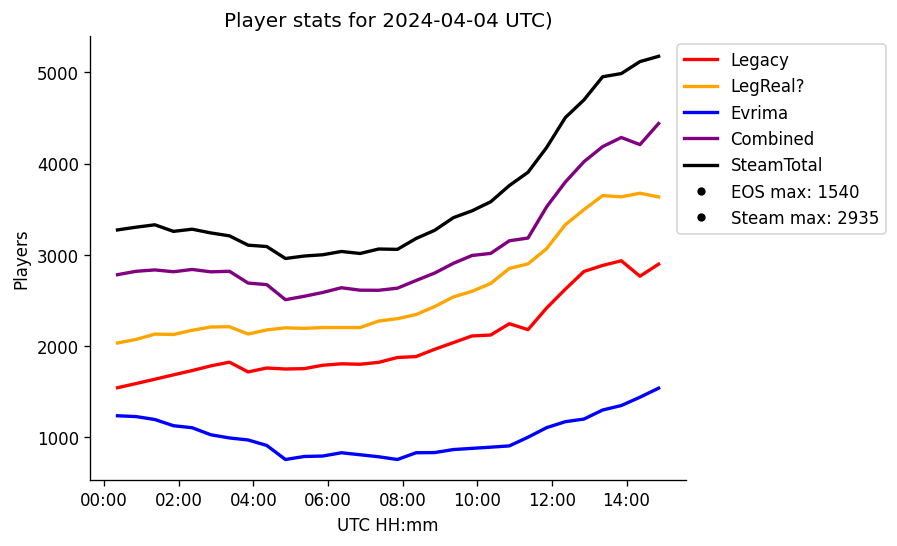 Player stats for 2024-04-04 UTC)
Legacy
LegReal?
Evrima
Combined
SteamTotal
EOS max: 1540
Steam max: 2935
5000
4000
3000
2000
1000
Players
00:00 02:00 04:00 06:00 08:00 10:00 12:00 14:00
UTC HH:mm